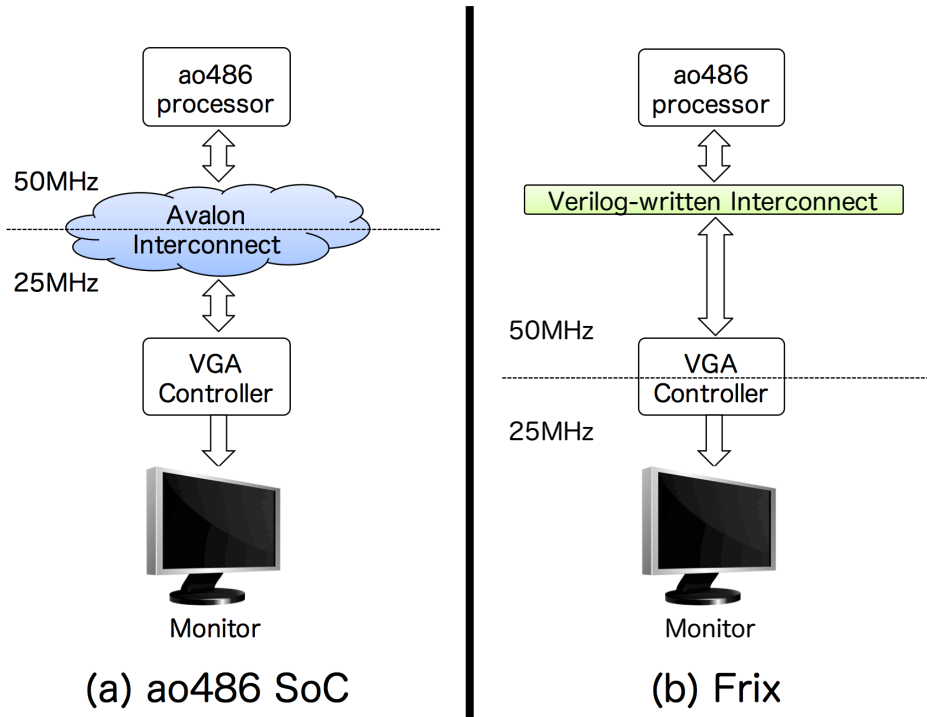 ao486
processor
50MHz
Avalon
Interconnect
25MHz
VGA
Controller
Monitor
(a) ao486 SoC
ao486
processor
Verilog-written Interconnect
50MHz
VGA
Controller
25MHz
Monitor
(b) Frix